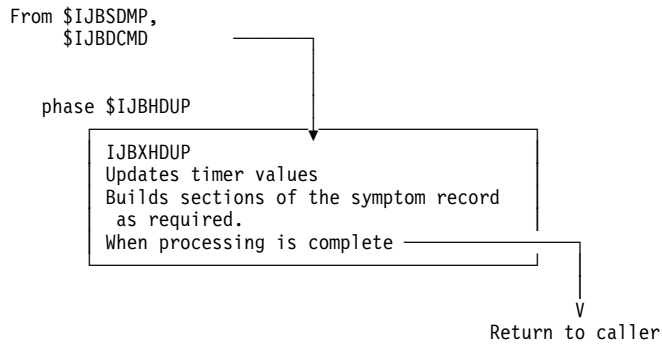 From $IJBSDMP,
$IJBDCMD
phase $IJBHDUP
IJBXHDUP
Updates timer values
Builds sections of the symptom record
as required.
When processing is complete
V
Return to caller